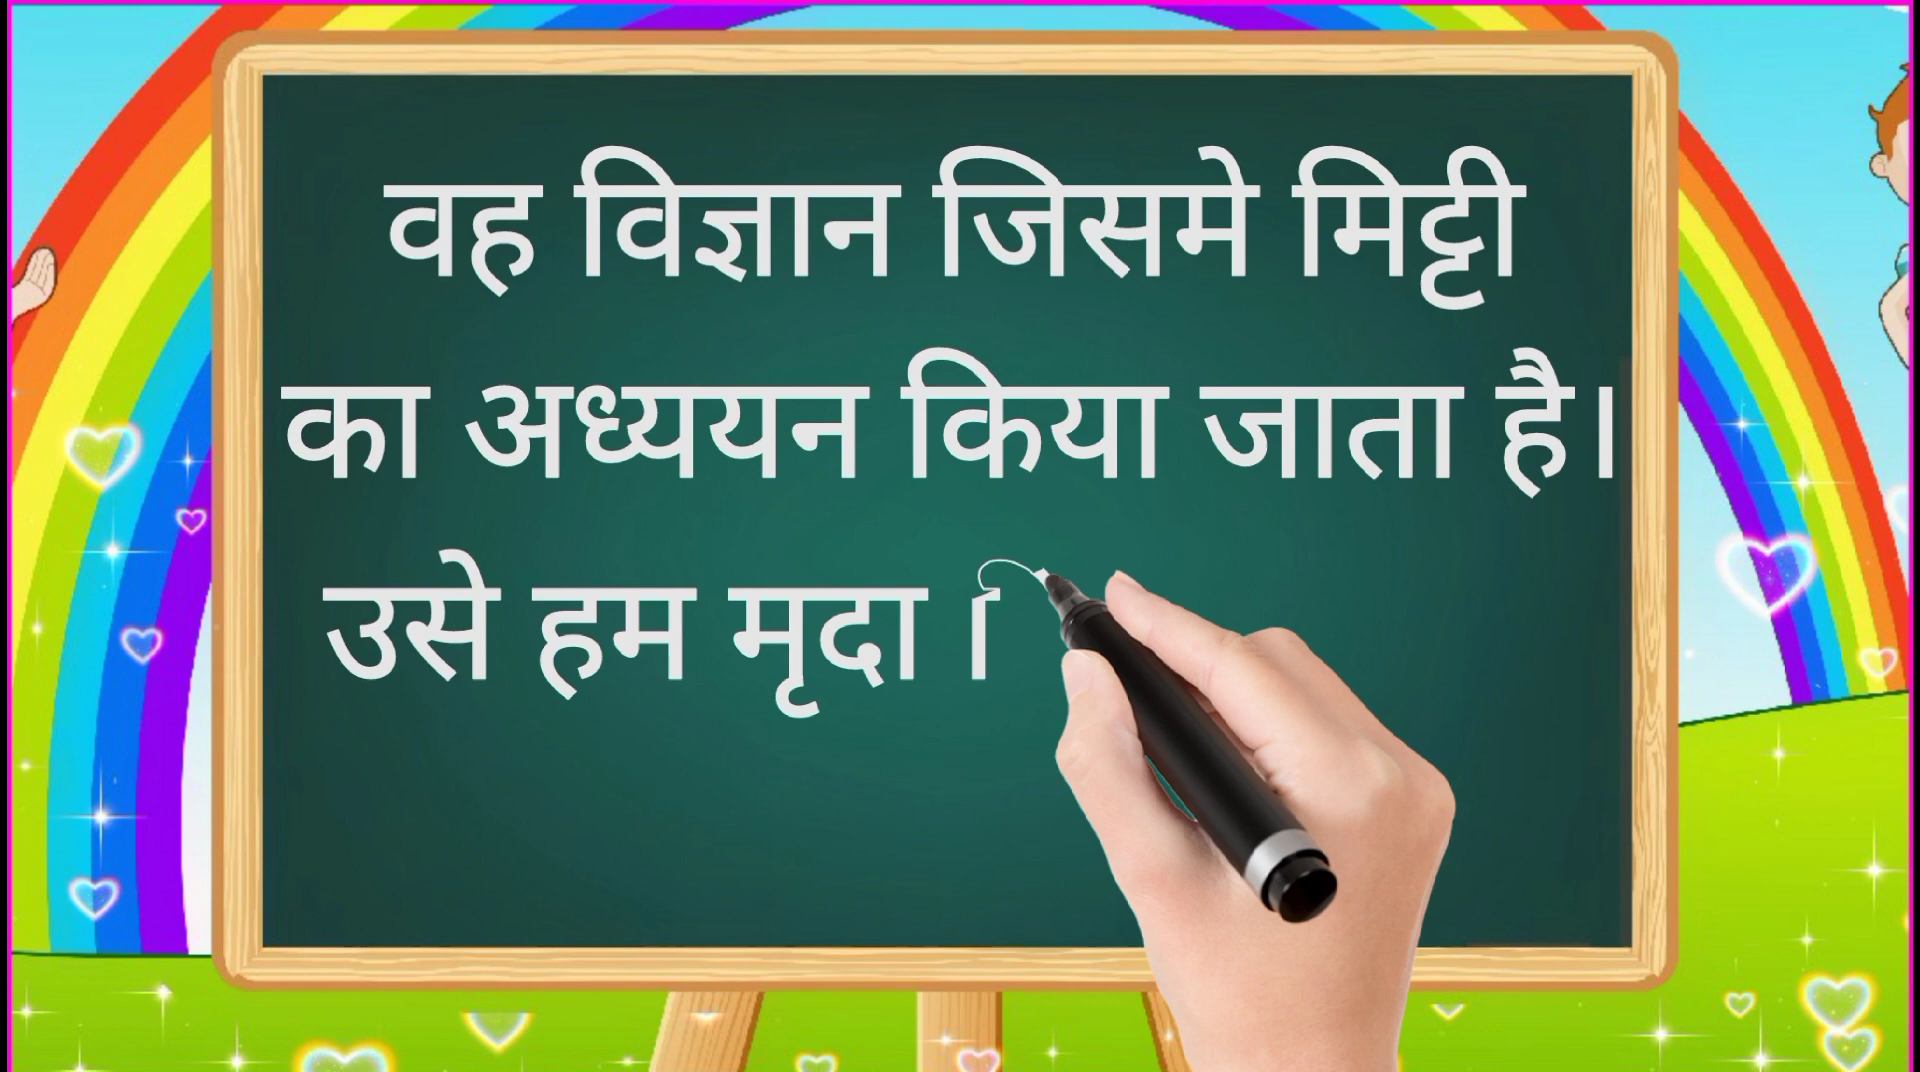 वह विज्ञान जिसमे मिट्टी
का अध्ययन किया जाता है।
उसे हम मृदा